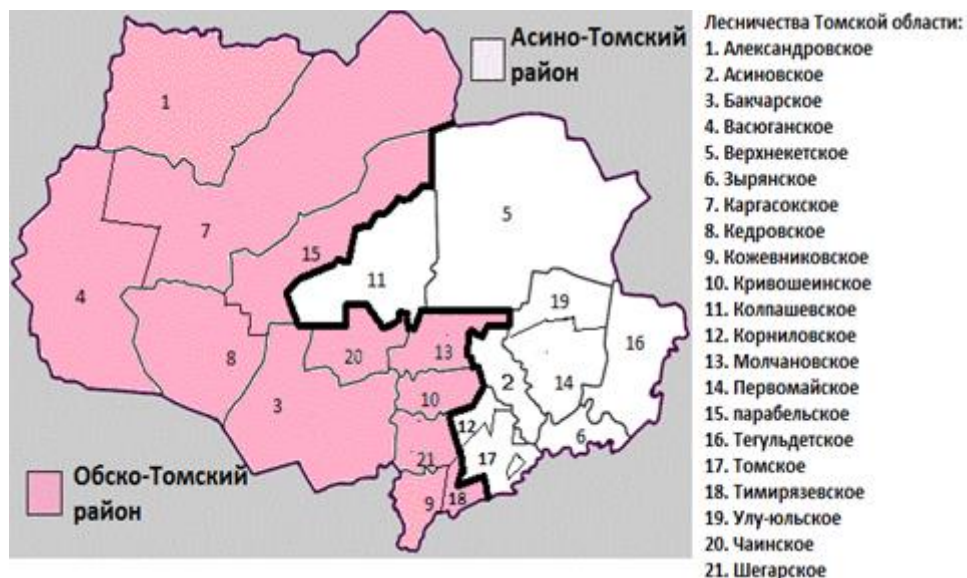 Асино-Томский
район
Обско-Томский
район
1
7
15
4
8
3
20
11
5
13
10
21
9
18
12
17
2
14
19
16
6
Лесничества Томской области:
1. Александровское
2. Асиновское
3. Бакчарское
4. Васюганское
5. Верхнекетское
6. Зырянское
7. Каргасокское
8. Кедровское
9. Кожевниковское
10. Кривошеинское
11. Колпашевское
12. Корниловское
13. Молчановское
14. Первомайское
15. парабельское
16. Тегульдетское
17. Томское
18. Тимирязевское
19. Улу-юльское
20. Чаинское
21. Шегарское